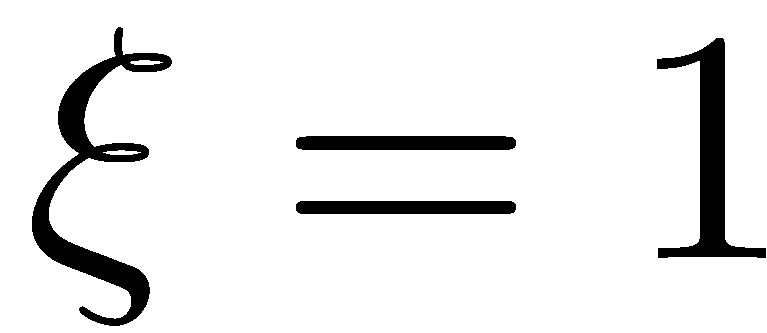 ξ = 1